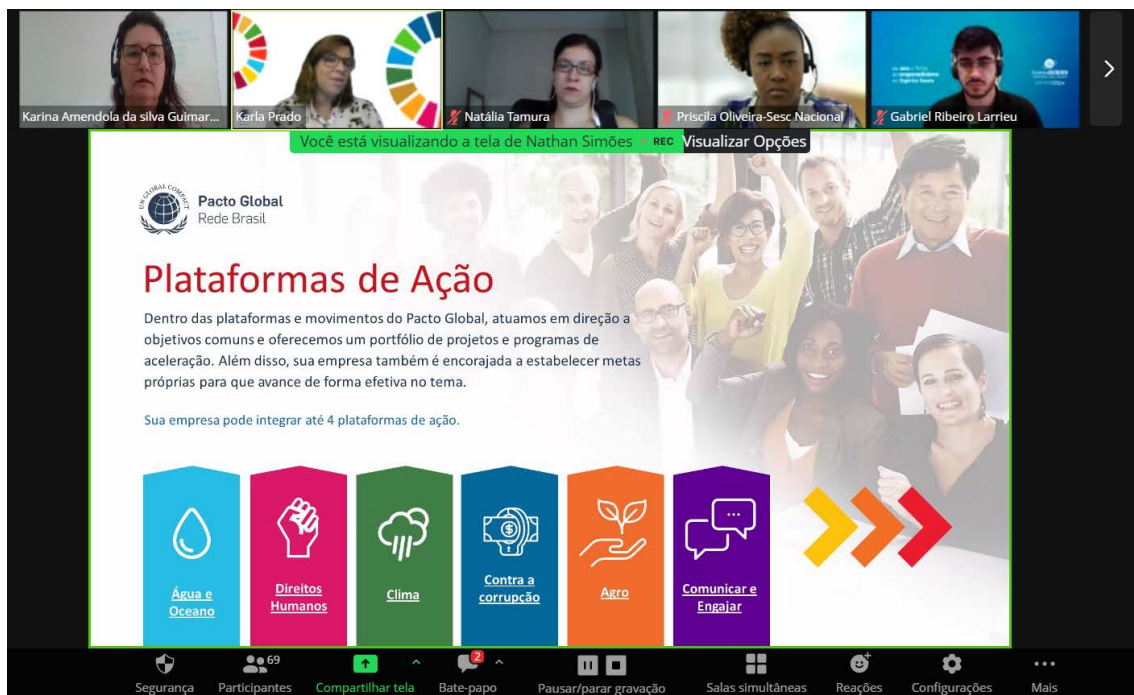 Karina Amendola da silva Guimar...
Karla Prado
Natália Tamura
Priscila Oliveira-Sesc Nacional
Gabriel Ribeiro Larrieu
Você está visualizando a tela de Nathan Simões
REC
Visualizar Opções
UN GLOBAL COMPACT
Pacto Global
Rede Brasil
Plataformas de Ação
Dentro das plataformas e movimentos do Pacto Global, atuamos em direção a
objetivos comuns e oferecemos um portfólio de projetos e programas de
aceleração. Além disso, sua empresa também é encorajada a estabelecer metas
próprias para que avance de forma efetiva no tema.
Sua empresa pode integrar até 4 plataformas de ação.
Água e
Oceano
Direitos
Humanos
Clima
Contra a
corrupção
Agro
Comunicar e
Engajar
Segurança
69
Participantes
Compartilhar tela
2
Bate-papo
Pausar/parar gravação
Salas simultâneas
Reações
Configurações
Mais